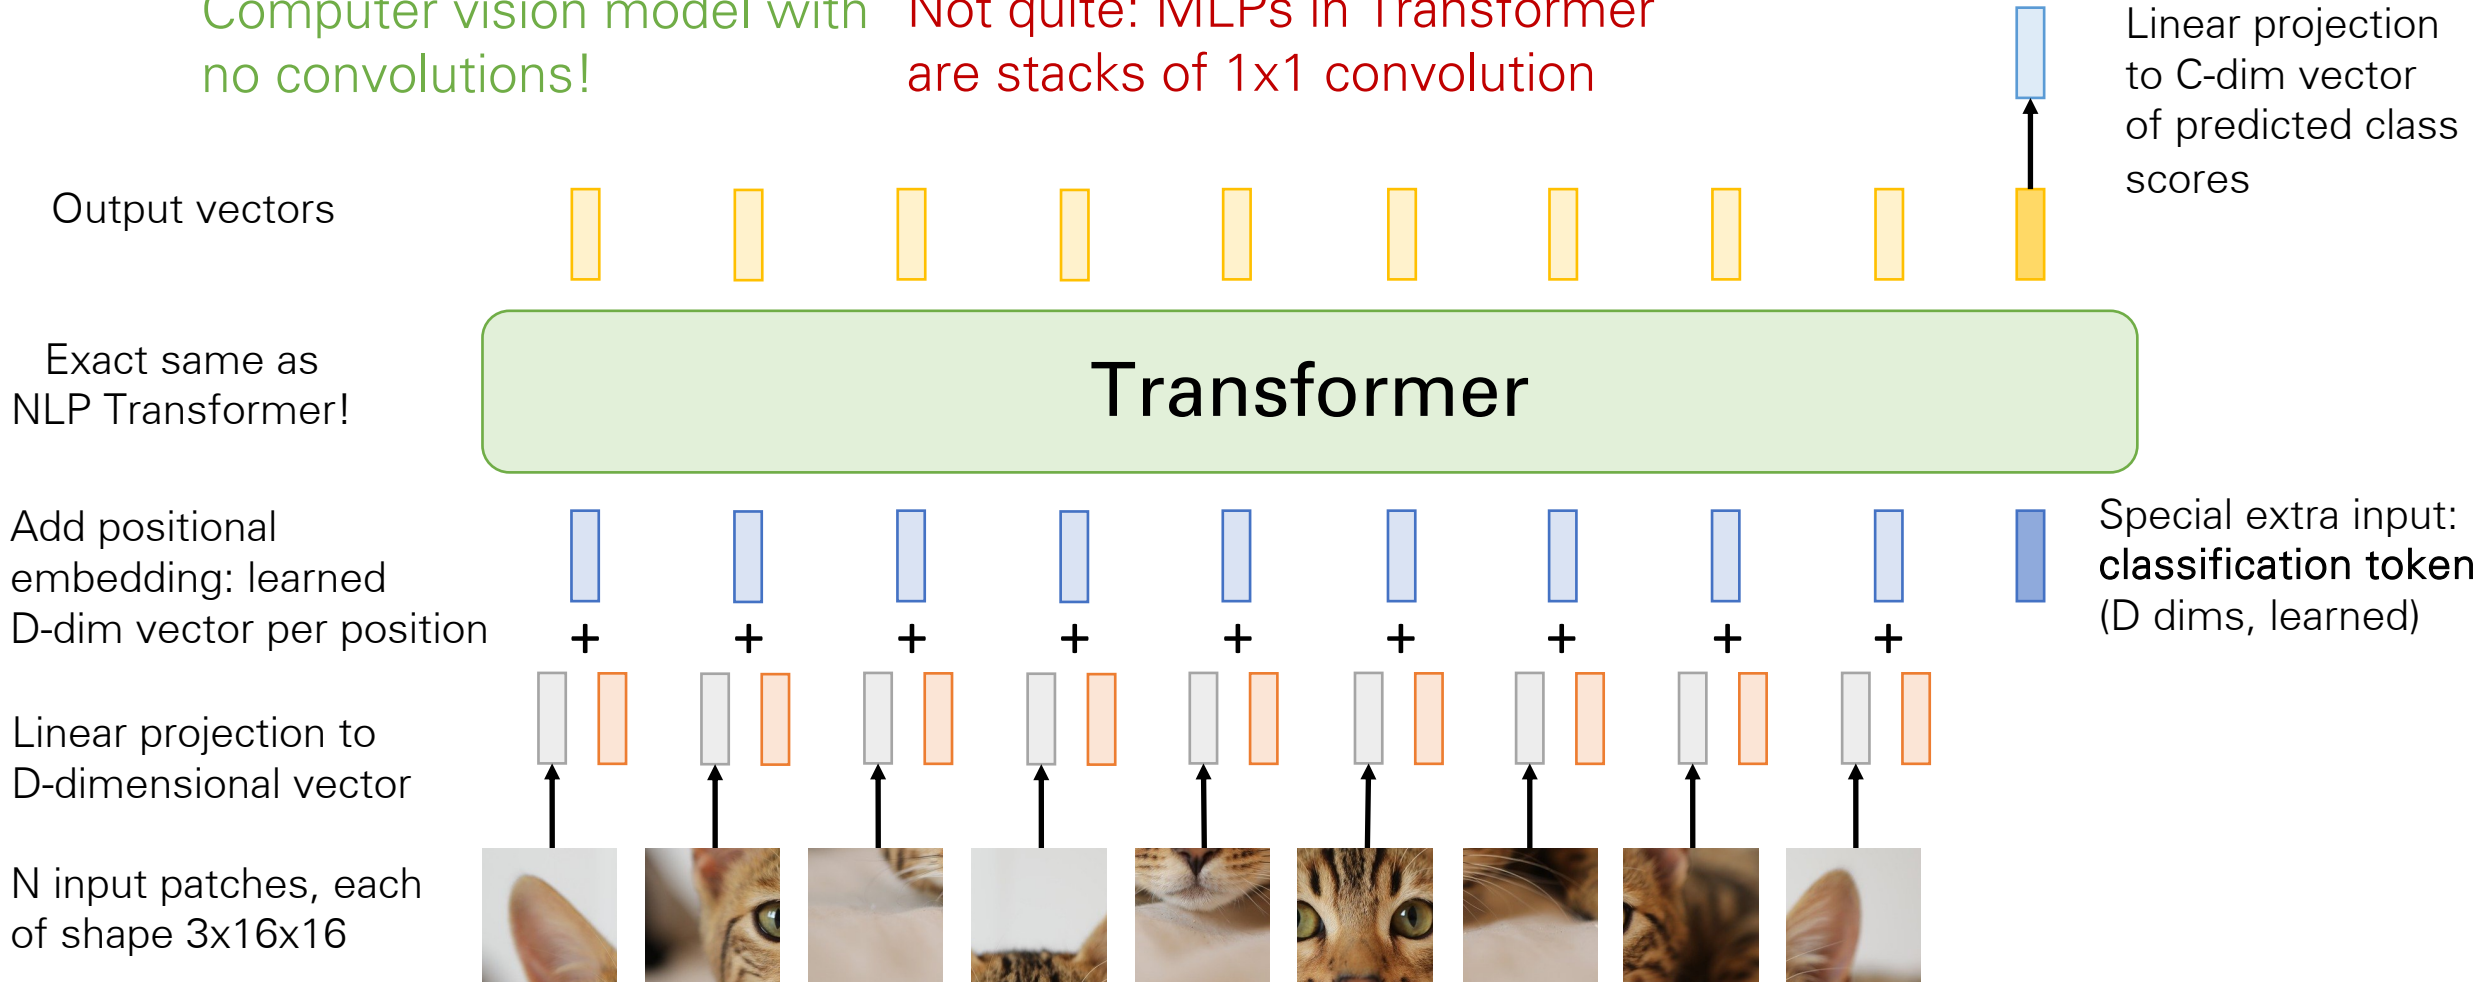 Computer vision model with
no convolutions!
Not quite: MLPs in Transformer
are stacks of 1x1 convolution
Linear projection
to C-dim vector
of predicted class
scores
Output vectors
Exact same as
NLP Transformer!
Transformer
Add positional
embedding: learned
D-dim vector per position
Special extra input:
classification token
(D dims, learned)
+ + + + + + + + +
Linear projection to
D-dimensional vector
N input patches, each
of shape 3x16x16